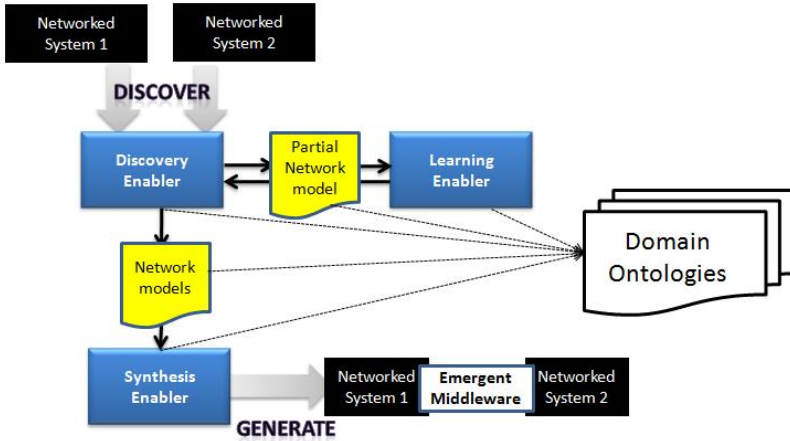 Networked
System 1
Networked
System 2
DISCOVER
Discovery
Enabler
Partial
Network
model
Learning
Enabler
Domain
Ontologies
Network
models
Synthesis
Enabler
GENERATE
Networked
System 1
Emergent
Middleware
Networked
System 2